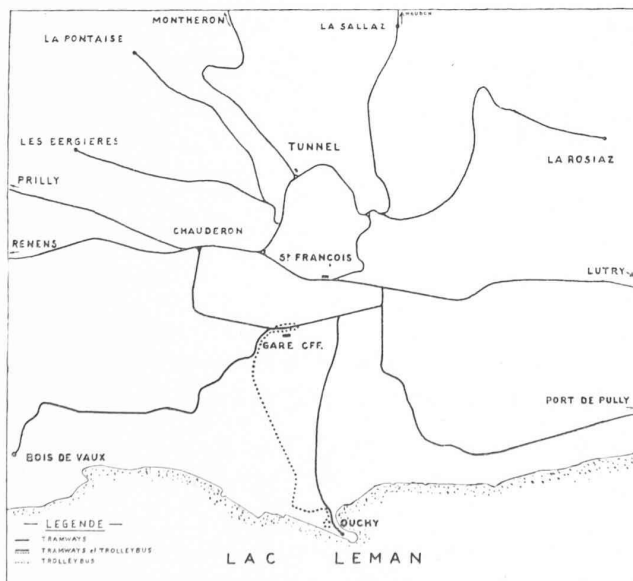 MONTHERON
LA SALLAZ
LA PONTAISE
TUNNEL
LES BERGIERES
LA ROSIAZ
PRILLY
CHAUDERON
RENENS
St FRANÇOIS
LUTRY
GARE CFF.
PORT DE PULLY
BOIS DE VAUX
OUCHY
LEGENDE
TRAMWAYS
TRAMWAYS et TROLLEYBUS
TROLLEYBUS
LAC LEMAN